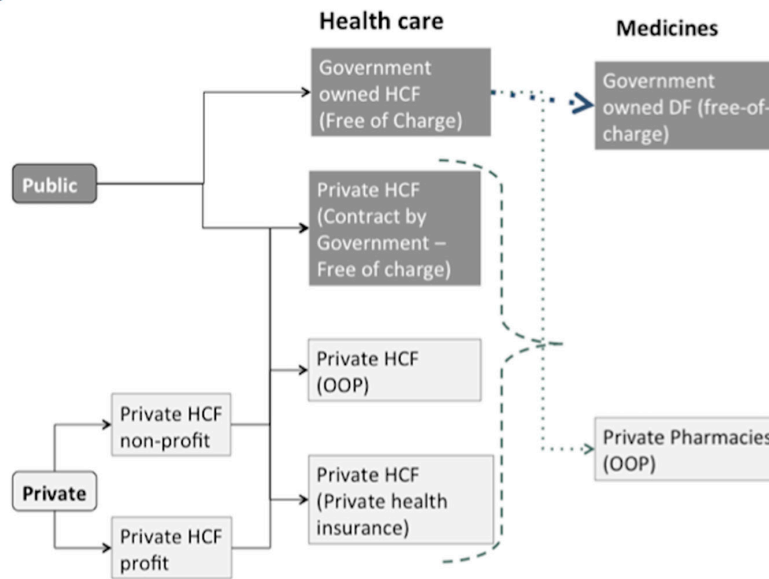 Health care
Medicines
Government
owned HCF
(Free of Charge)
Government
owned DF (free-of-
charge)
Public
Private HCF
(Contract by
Government –
Free of charge)
Private HCF
(OOP)
Private HCF
non-profit
Private Pharmacies
(OOP)
Private
Private HCF
(Private health
insurance)
Private HCF
profit